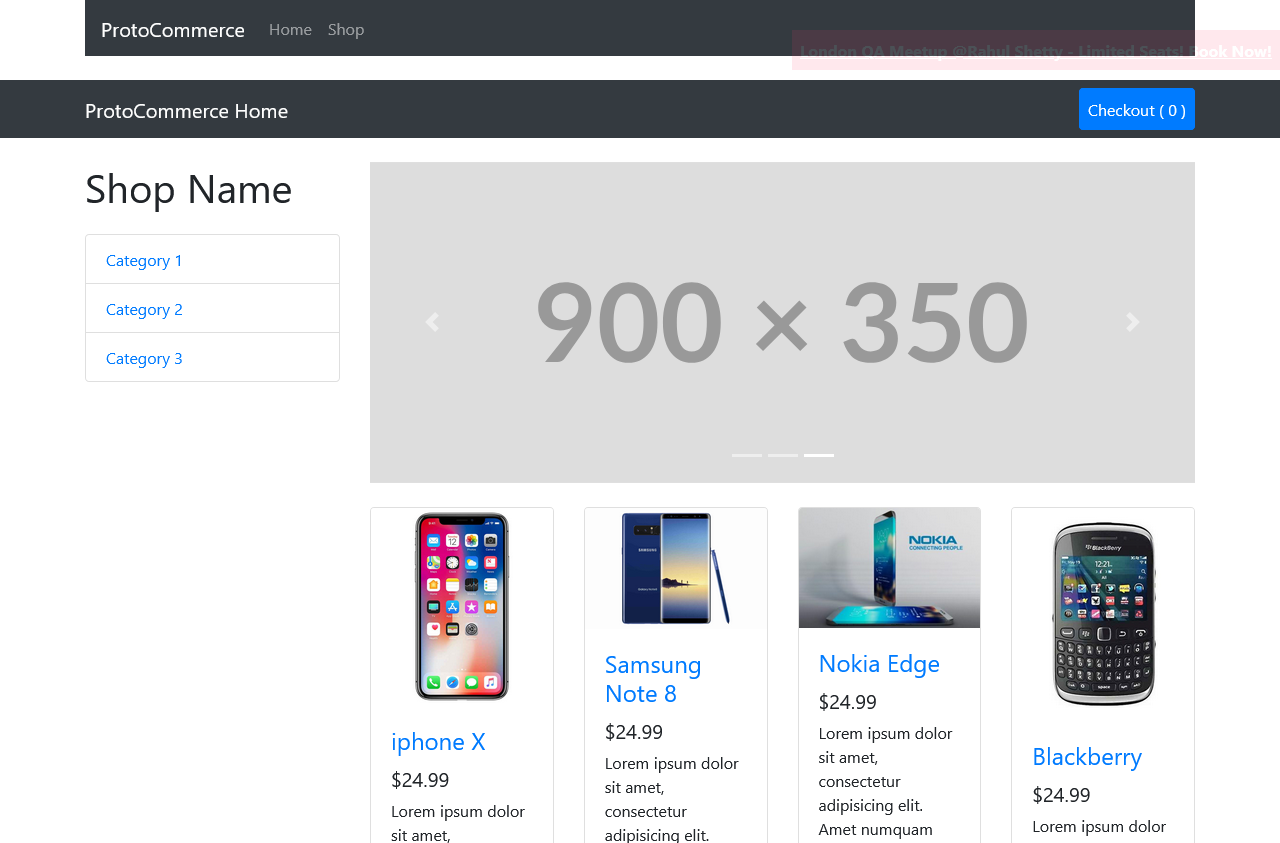 ProtoCommerce Home Shop
London QA Meetup @Rahul Shetty - Limited Seats! Book Now!
ProtoCommerce Home
Checkout ( 0 )
Shop Name
Category 1
Category 2
Category 3
900 × 350
NOKIA
CONNECTING PEOPLE
SAMSUNG
BlackBerry
iphone X
$24.99
Lorem ipsum dolor
sit amet,
Samsung
Note 8
$24.99
Lorem ipsum dolor
sit amet,
consectetur
adipisicing elit.
Nokia Edge
$24.99
Lorem ipsum dolor
sit amet,
consectetur
adipisicing elit.
Amet numquam
Blackberry
$24.99
Lorem ipsum dolor